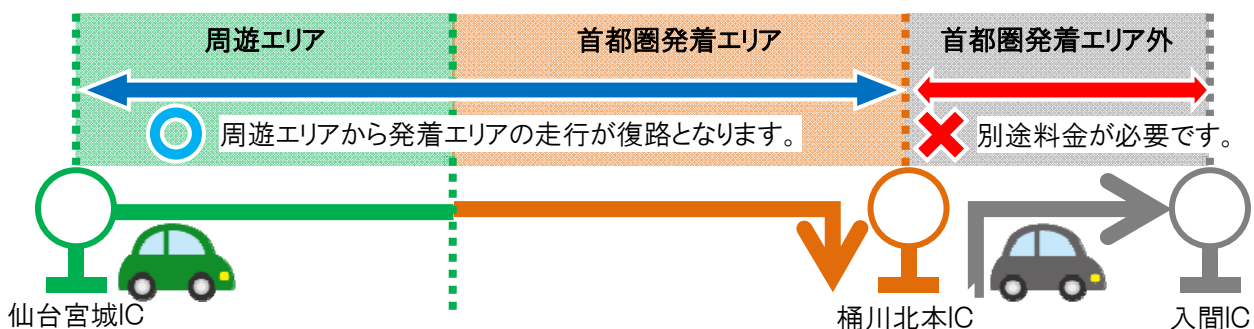 周遊エリア
首都圏発着エリア
首都圏発着エリア外
周遊エリアから発着エリアの走行が復路となります。
別途料金が必要です。
仙台宮城IC
桶川北本IC
入間IC